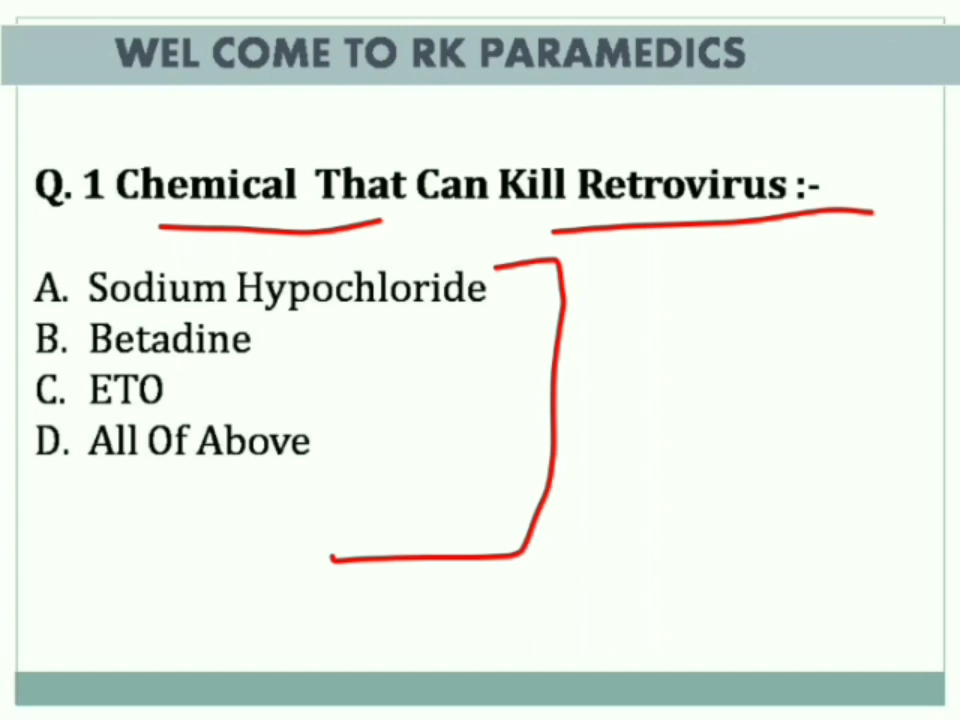 WEL COME TO RK PARAMEDICS
Q. 1 Chemical That Can Kill Retrovirus :-
A. Sodium Hypochloride
B. Betadine
C. ETO
D. All Of Above